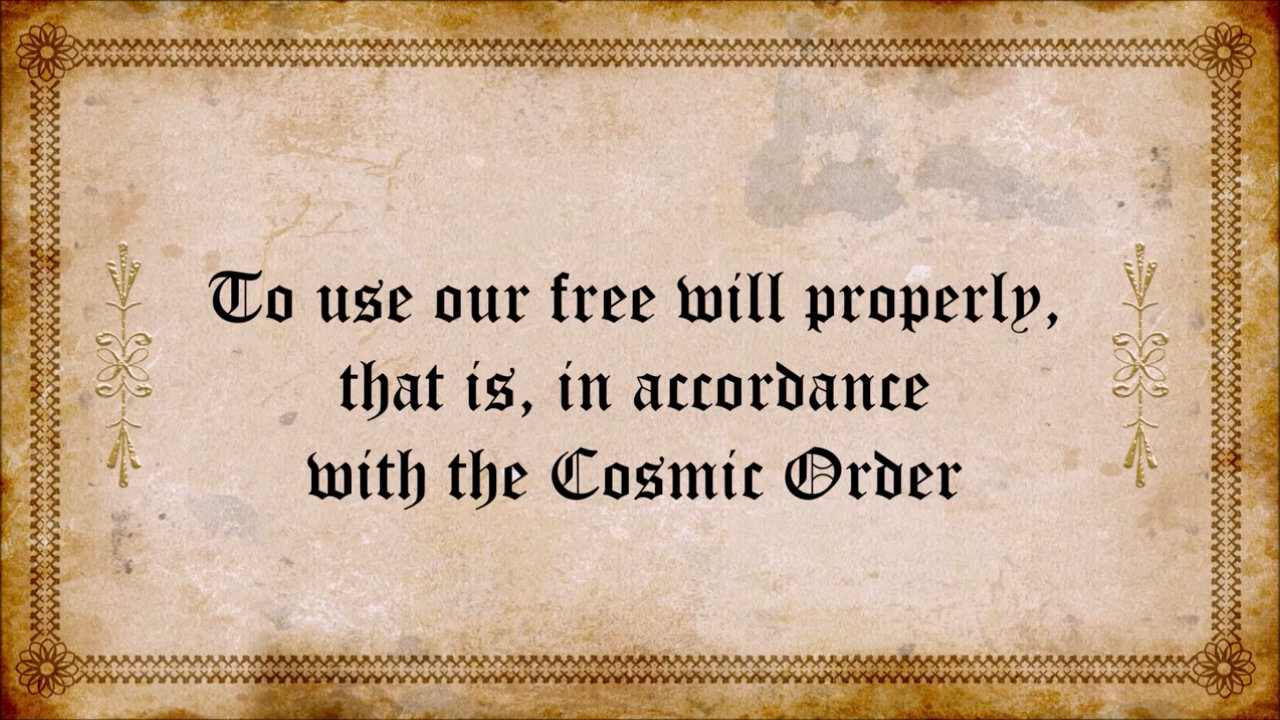 To use our free will properly,
that is, in accordance
with the Cosmic Order